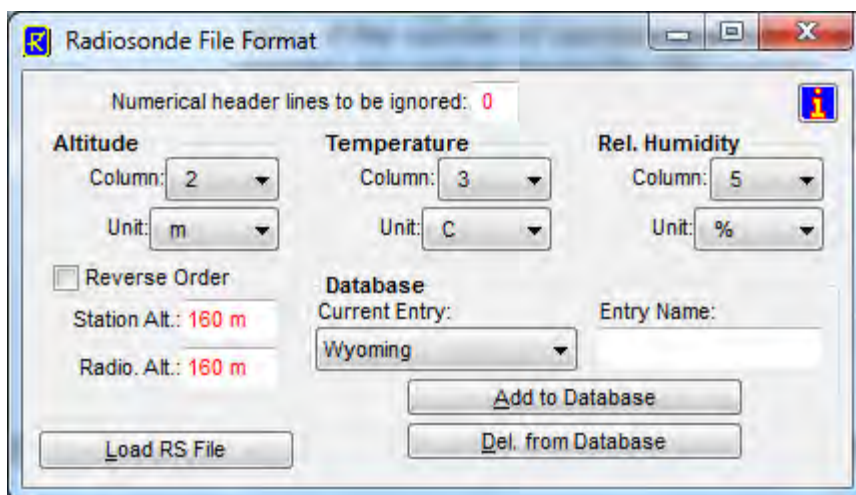 Radiosonde File Format
Numerical header lines to be ignored: 0
Altitude Temperature Rel. Humidity
Column: 2 Column: 3 Column: 5
Unit: m Unit: C Unit: %
Reverse Order
Database
Station Alt.: 160 m Current Entry: Entry Name:
Radio. Alt.: 160 m Wyoming
Add to Database
Load RS File Del. from Database